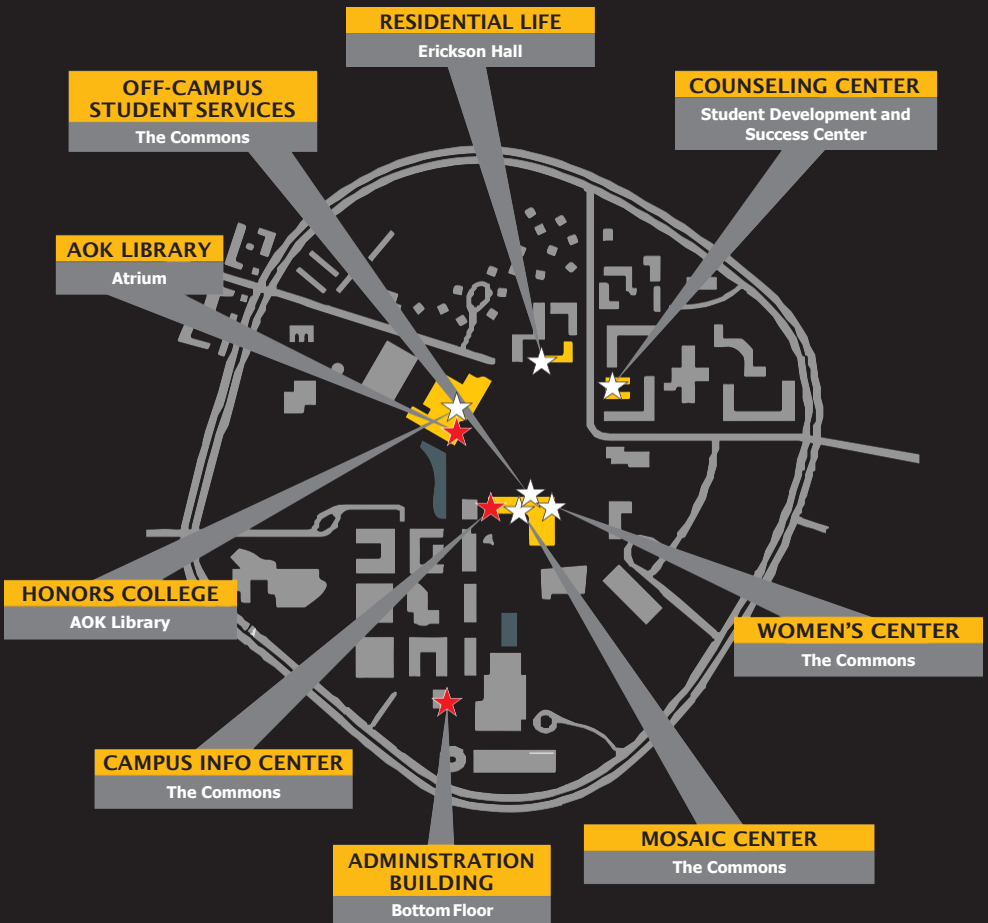 RESIDENTIAL LIFE
Erickson Hall
OFF-CAMPUS
STUDENT SERVICES
The Commons
COUNSELING CENTER
Student Development and
Success Center
AOK LIBRARY
Atrium
HONORS COLLEGE
AOK Library
WOMEN'S CENTER
The Commons
CAMPUS INFO CENTER
The Commons
MOSAIC CENTER
The Commons
ADMINISTRATION
BUILDING
Bottom Floor